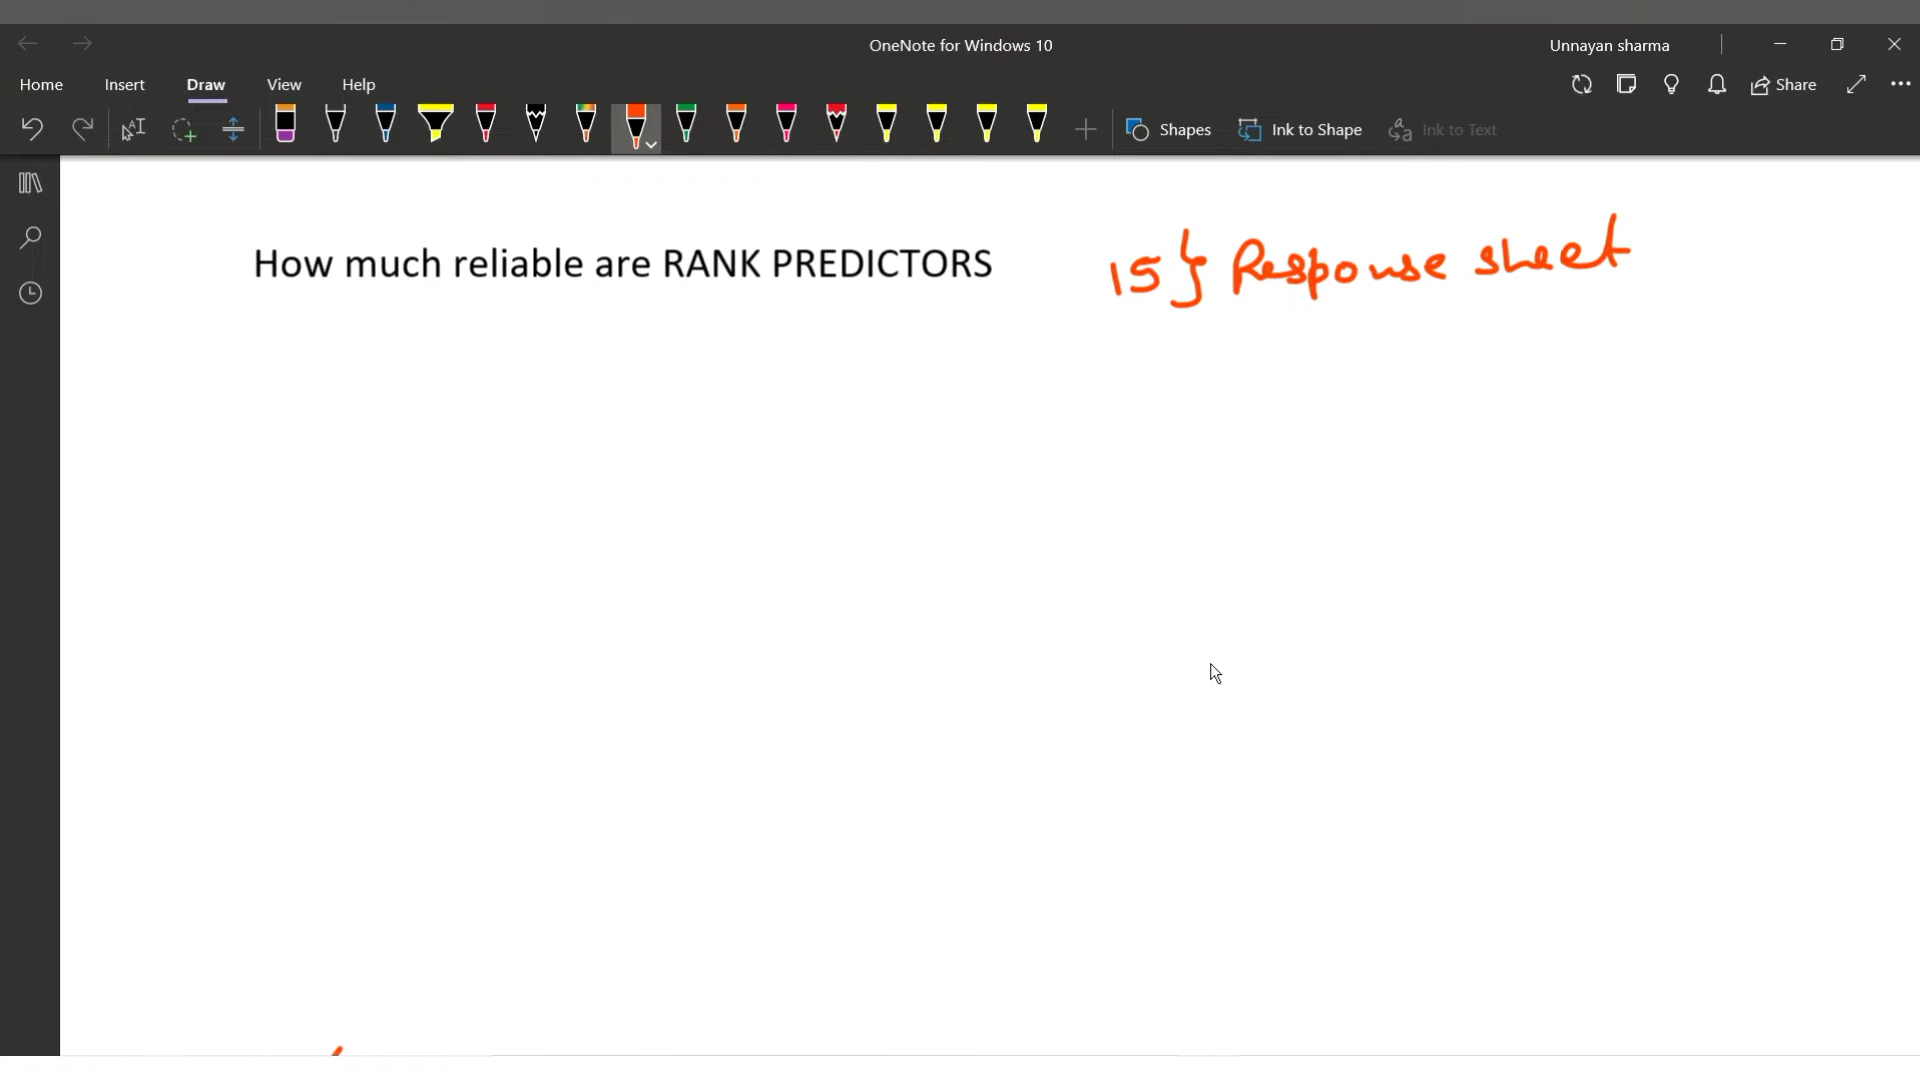 OneNote for Windows 10
Unnayan sharma
Home Insert Draw View Help
Share
Shapes
Ink to Shape
Ink to Text
How much reliable are RANK PREDICTORS
15} Response sheet